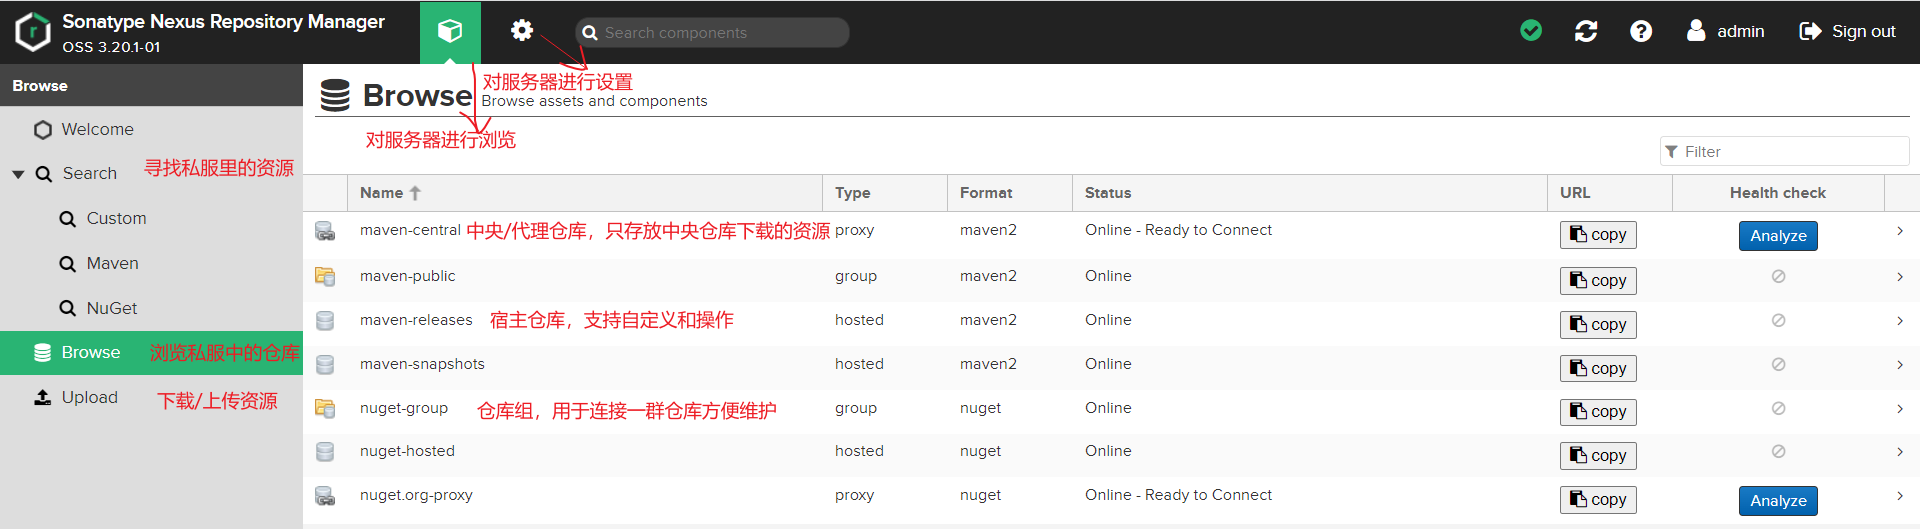 Sonatype Nexus Repository Manager
OSS 3.20.1-01
Search components
admin
Sign out
Browse
Welcome
Search 寻找私服里的资源
Custom
Maven
NuGet
Browse 浏览私服中的仓库
Upload 下载/上传资源
对服务器进行设置
Browse Browse assets and components
对服务器进行浏览
Filter
Name Type Format Status URL Health check
maven-central 中央/代理仓库，只存放中央仓库下载的资源 proxy maven2 Online - Ready to Connect copy Analyze
maven-public group maven2 Online copy
maven-releases 宿主仓库，支持自定义和操作 hosted maven2 Online copy
maven-snapshots hosted maven2 Online copy
nuget-group 仓库组，用于连接一群仓库方便维护 group nuget Online copy
nuget-hosted hosted nuget Online copy
nuget.org-proxy proxy nuget Online - Ready to Connect copy Analyze